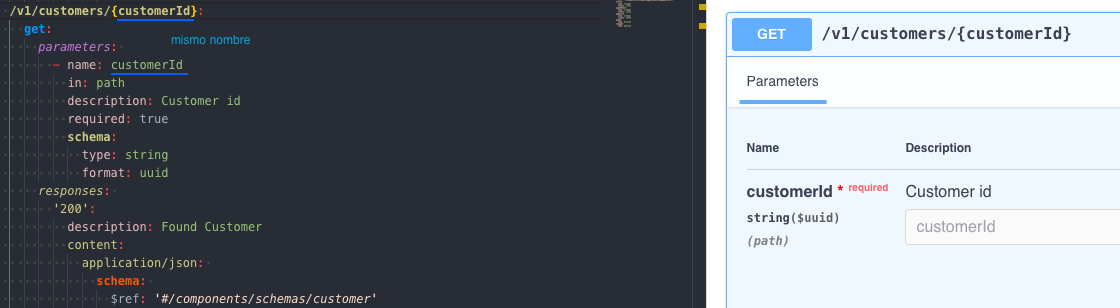 /v1/customers/{customerId}:
get:
mismo nombre
parameters:
- name: customerId
in: path
description: Customer id
required: true
schema:
type: string
format: uuid
responses:
'200':
description: Found Customer
content:
application/json:
schema:
$ref: '#/components/schemas/customer'
GET /v1/customers/{customerId}
Parameters
Name Description
customerId * required Customer id
string($uuid) customerId
(path)